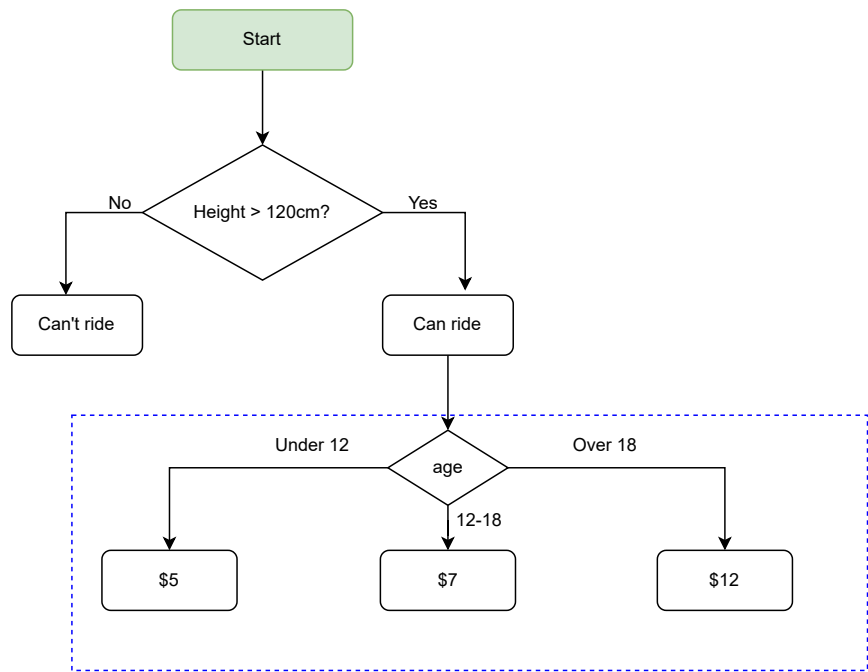 Start
Height > 120cm?
No
Yes
Can't ride
Can ride
age
Under 12
12-18
Over 18
$5
$7
$12